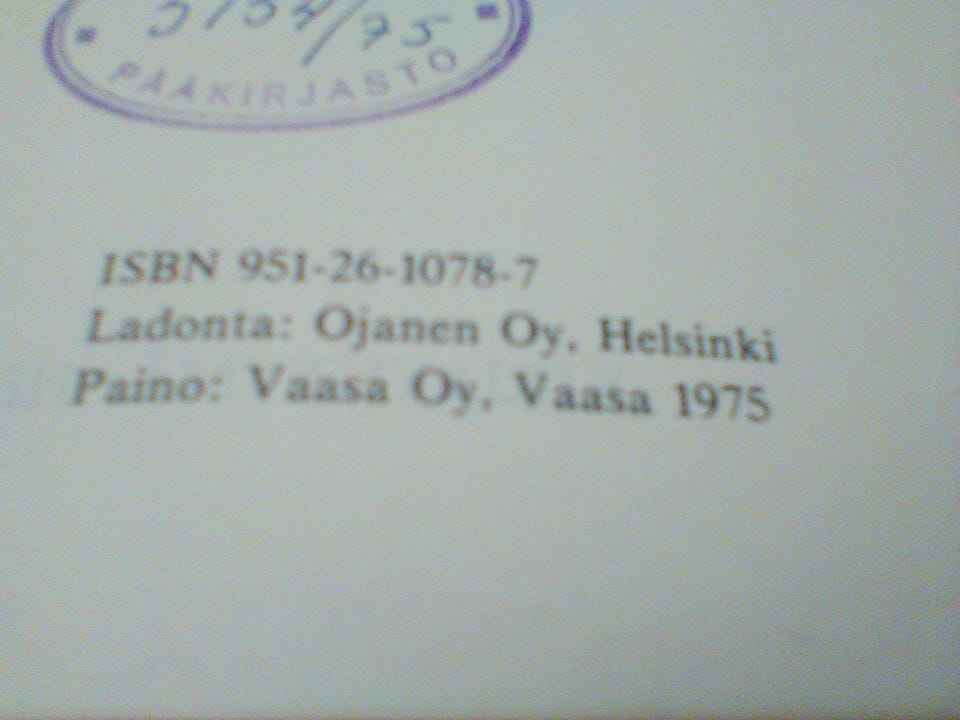 PÄÄKIRJASTO
ISBN 951-26-1078-7
Ladonta: Ojanen Oy, Helsinki
Paino: Vaasa Oy, Vaasa 1975